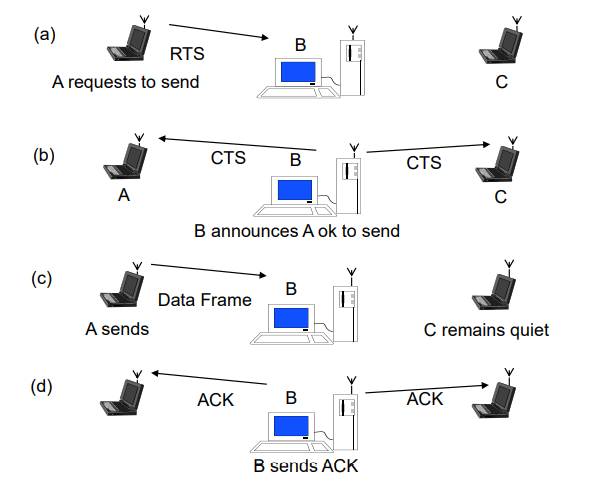 (a)
RTS
B
A requests to send
C
(b)
CTS
B
CTS
A
C
B announces A ok to send
(c)
Data Frame
B
A sends
C remains quiet
(d)
ACK
B
ACK
B sends ACK